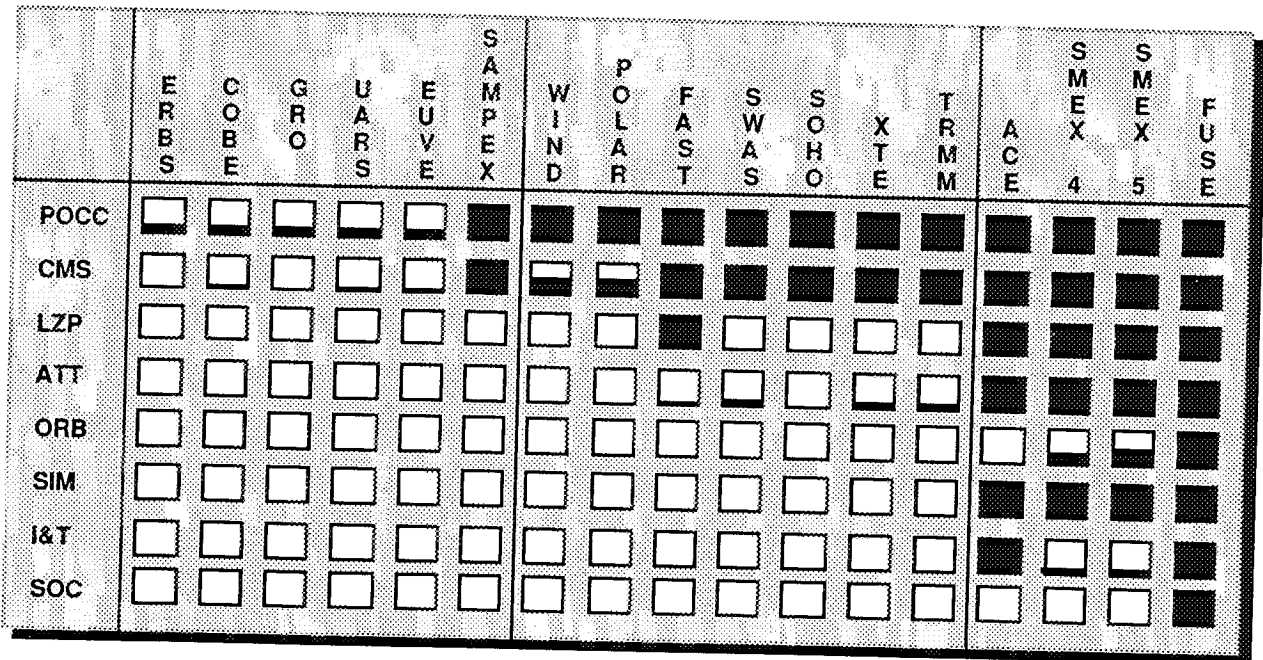 ERBS COBE GRO UARS EUVE SAMPEX WIND POLAR FAST SWAS SOHO XTE TRMM ACE SMEX 4 SMEX 5 FUSE
POCC
CMS
LZP
ATT
ORB
SIM
I&T
SOC